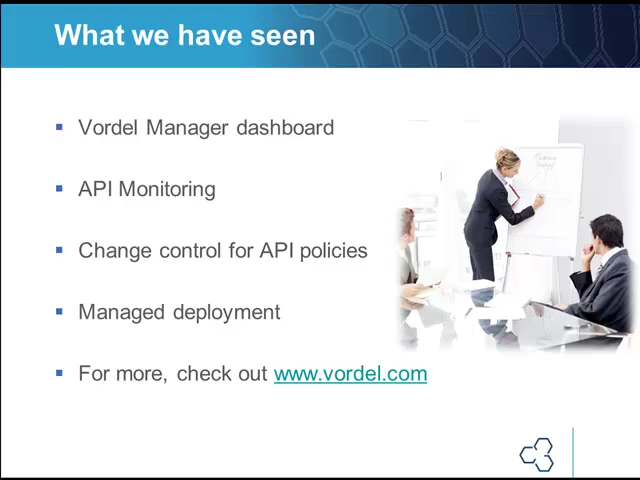 What we have seen
Vordel Manager dashboard
API Monitoring
Change control for API policies
Managed deployment
For more, check out www.vordel.com